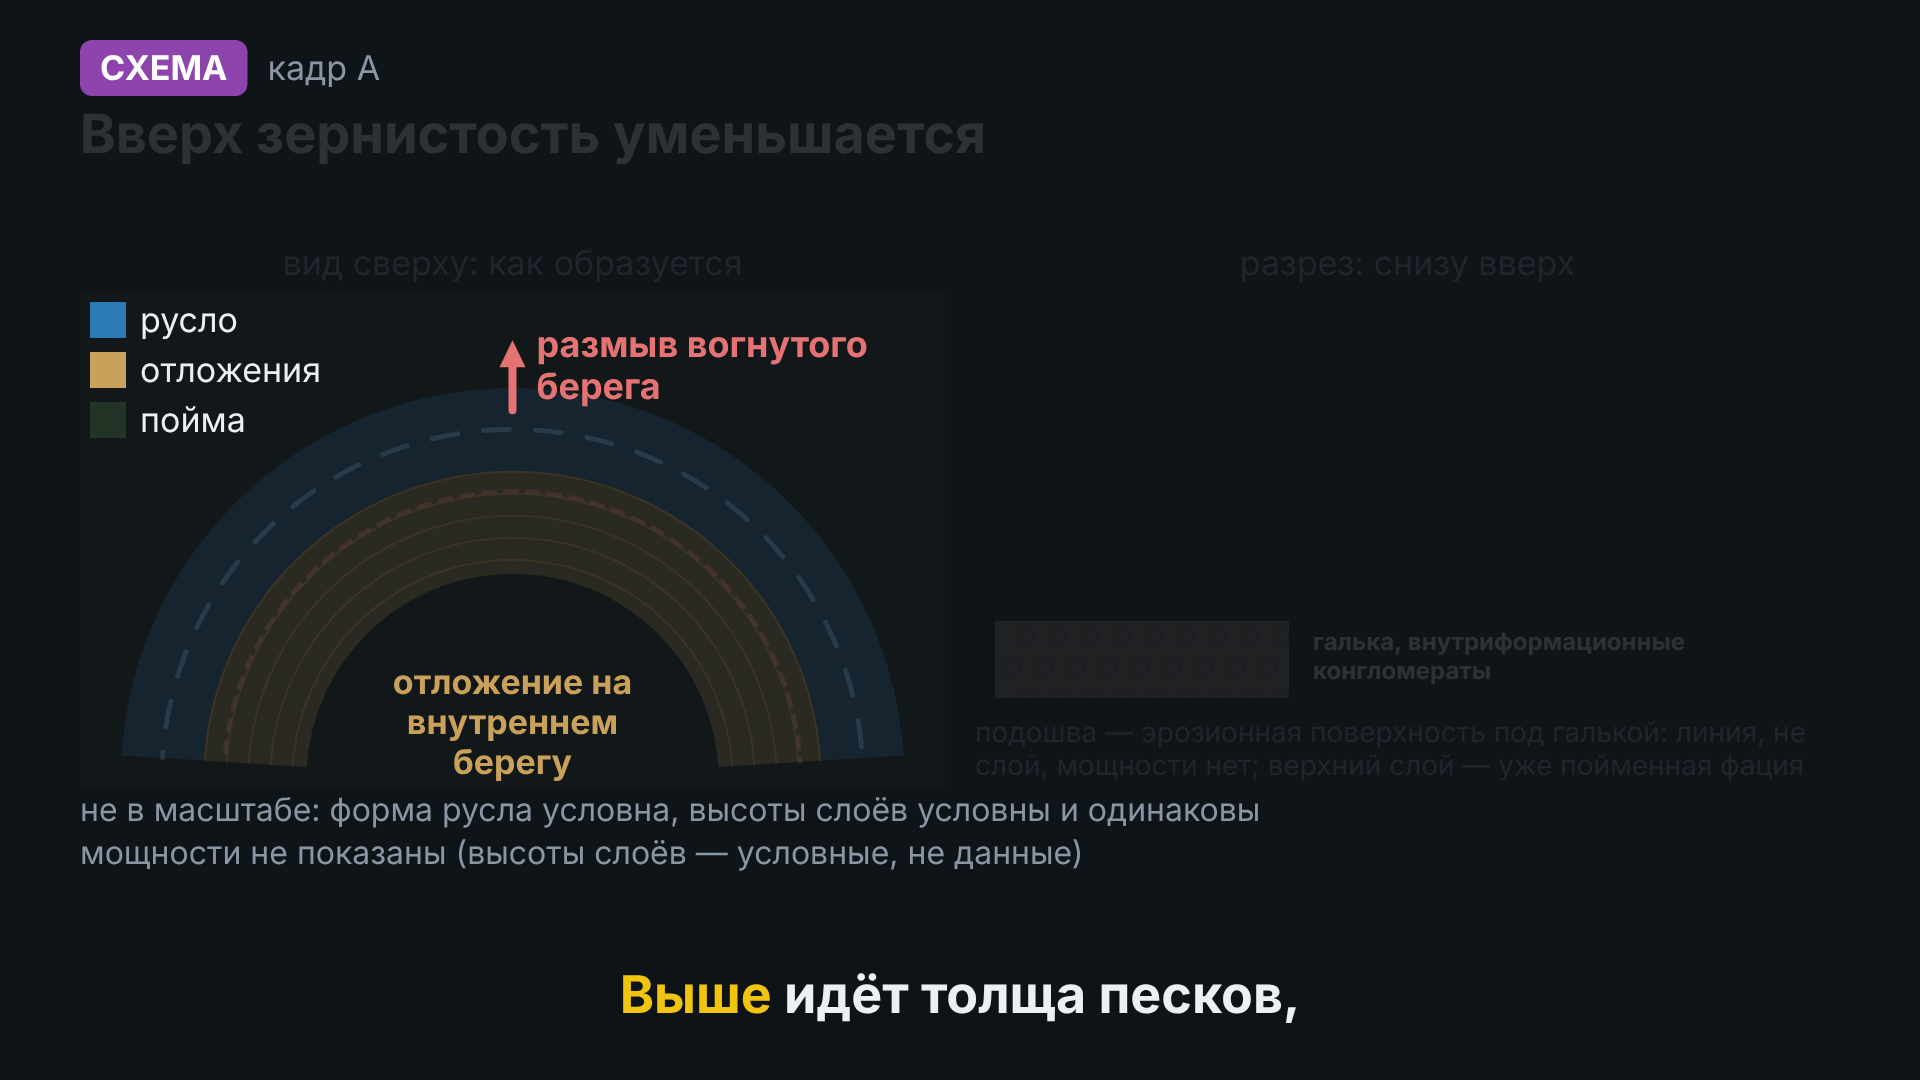 СХЕМА кадр А
Вверх зернистость уменьшается
вид сверху: как образуется
разрез: снизу вверх
русло
отложения
пойма
размыв вогнутого
берега
отложение на
внутреннем
берегу
галька, внутриформационные
конгломераты
подошва — эрозионная поверхность под галькой: линия, не
слой, мощности нет; верхний слой — уже пойменная фация
не в масштабе: форма русла условна, высоты слоёв условны и одинаковы
мощности не показаны (высоты слоёв — условные, не данные)
Выше идёт толща песков,